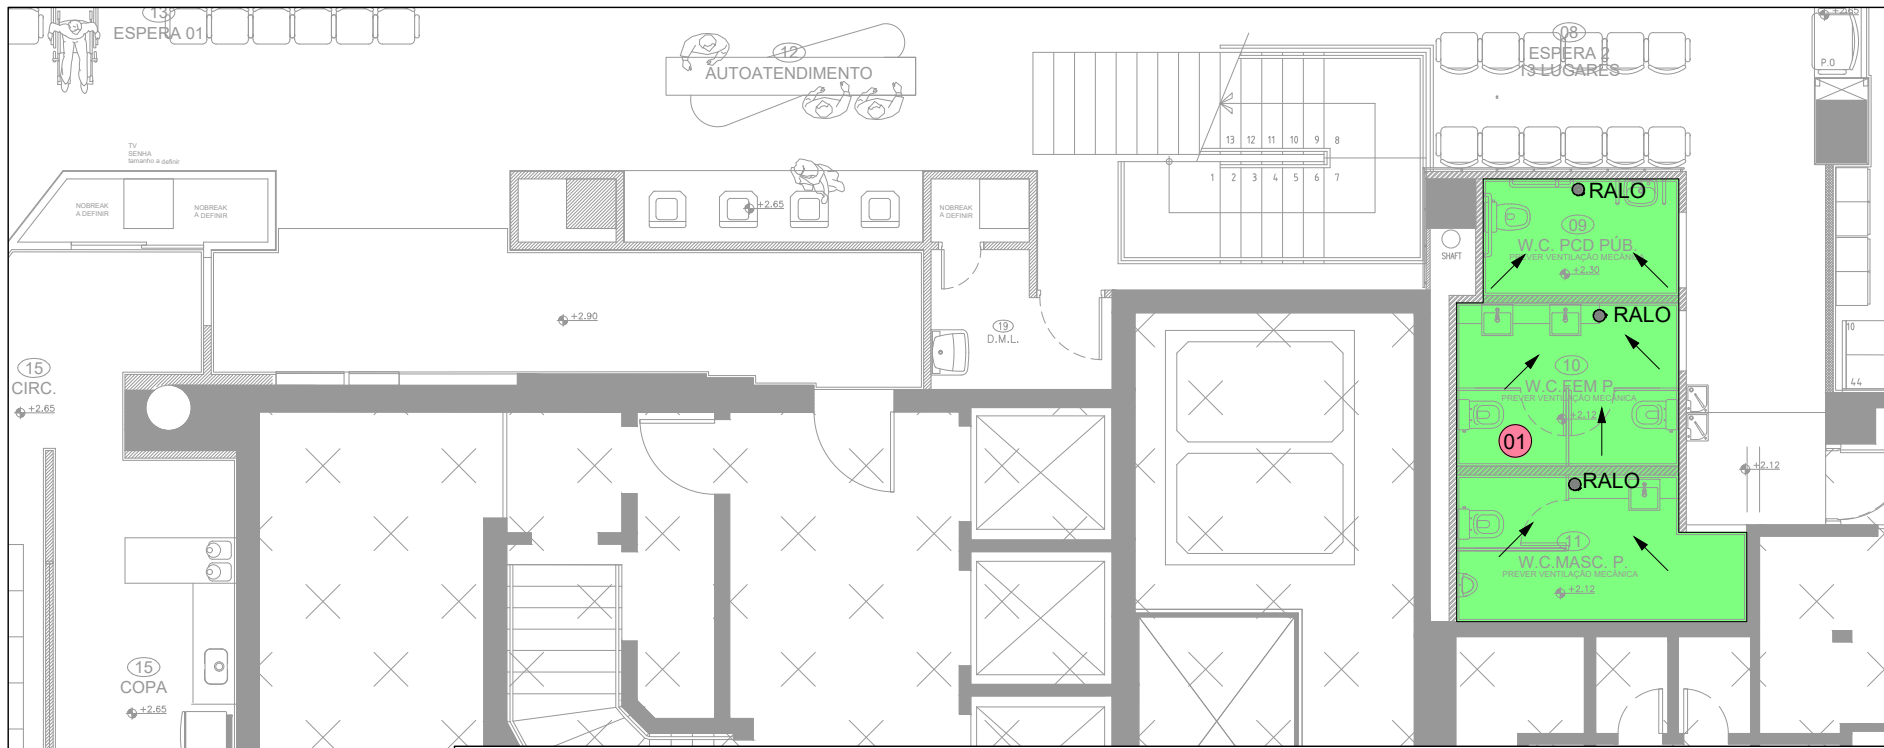 13
ESPERA 01
12
AUTOATENDIMENTO
08
ESPERA 2
13 LUGARES
+2.65
P.O
TV
SENHA
tamanho a definir
NOBREAK
A DEFINIR
NOBREAK
A DEFINIR
+2.65
NOBREAK
A DEFINIR
13 12 11 10 9 8
1 2 3 4 5 6 7
RALO
09
W.C. PCD PÚB.
PREVER VENTILAÇÃO MECÂNICA
+2.30
SHAFT
+2.90
19
D.M.L.
RALO
10
W.C.FEM P.
PREVER VENTILAÇÃO MECÂNICA
+2.12
01
10
44
15
CIRC.
+2.65
+2.12
RALO
11
W.C.MASC. P.
PREVER VENTILAÇÃO MECÂNICA
+2.12
15
COPA
+2.65